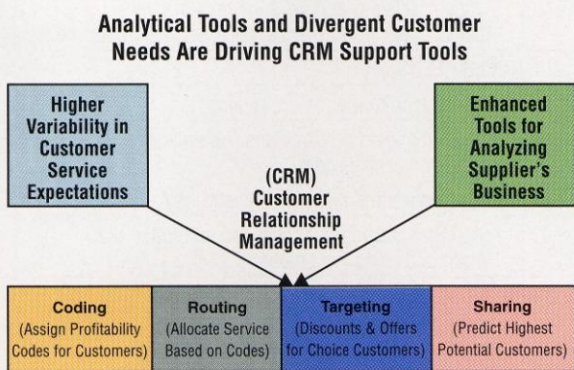 Analytical Tools and Divergent Customer
Needs Are Driving CRM Support Tools
Higher
Variability in
Customer
Service
Expectations
Enhanced
Tools for
Analyzing
Supplier's
Business
(CRM)
Customer
Relationship
Management
Coding
(Assign Profitability
Codes for Customers)
Routing
(Allocate Service
Based on Codes)
Targeting
(Discounts & Offers
for Choice Customers)
Sharing
(Predict Highest
Potential Customers)